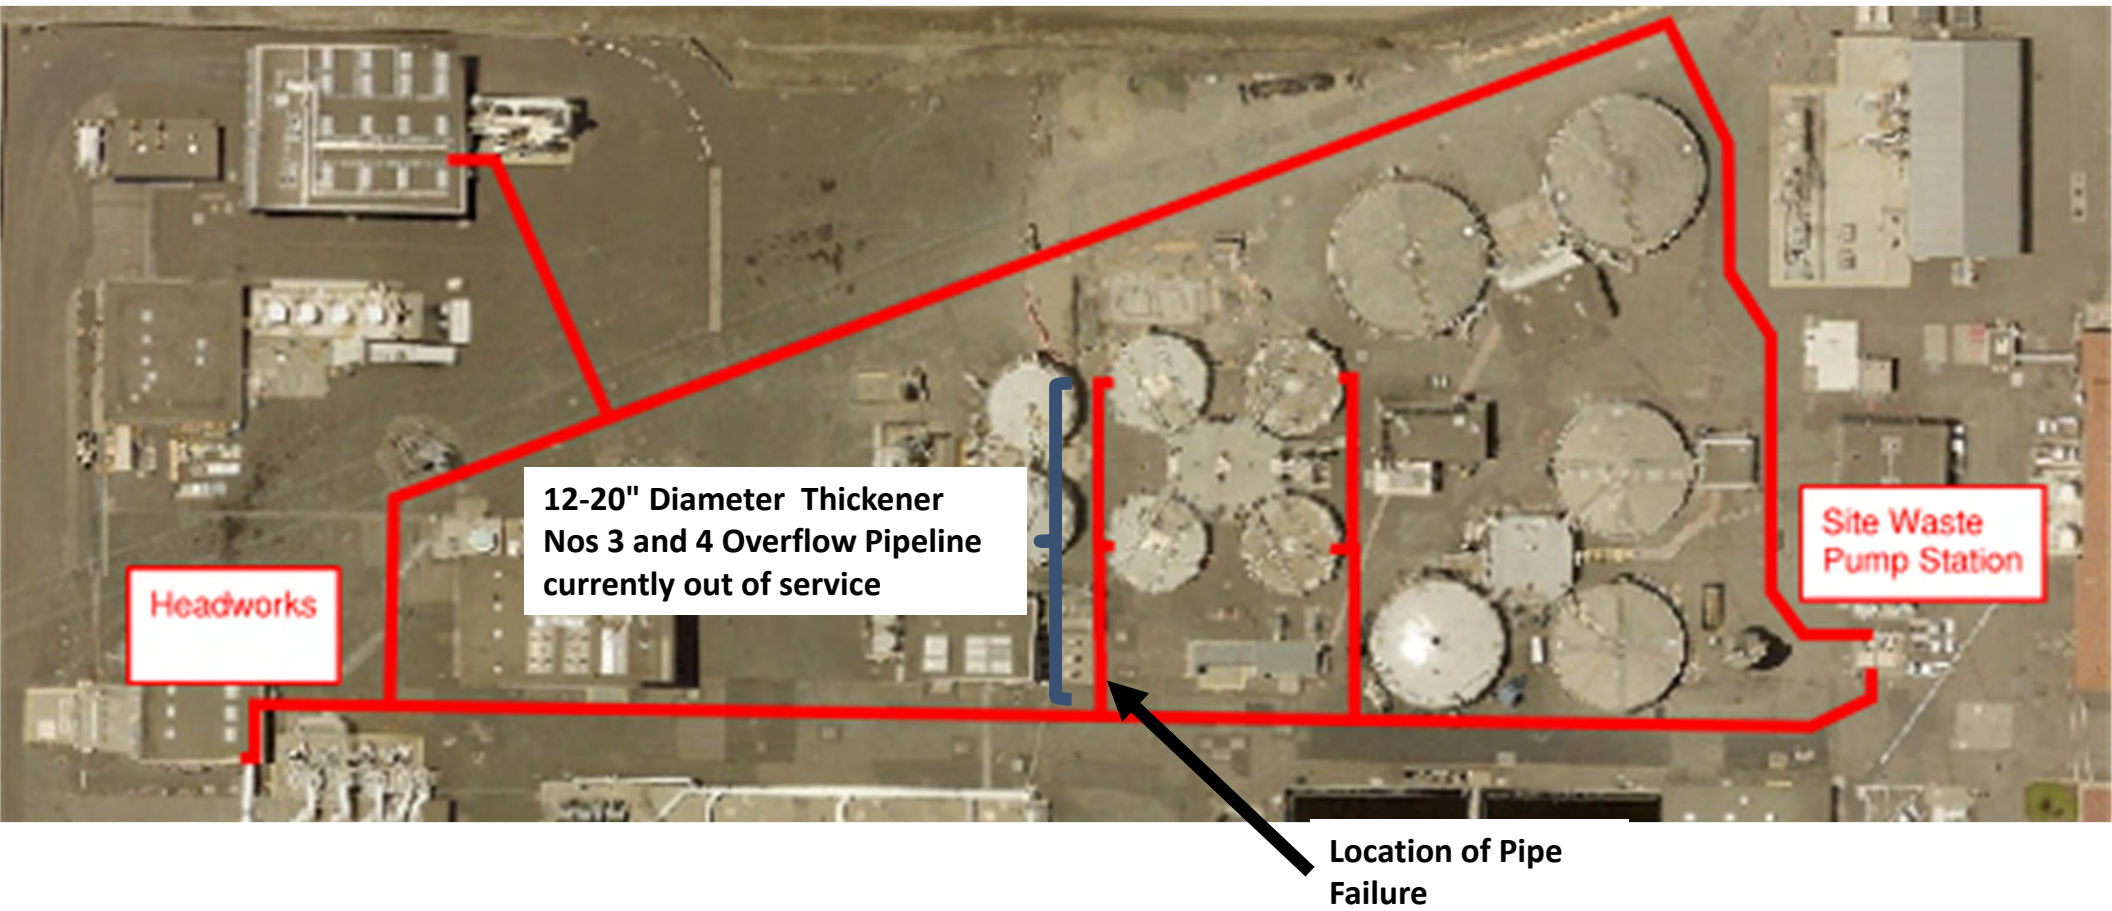 12-20" Diameter Thickener
Nos 3 and 4 Overflow Pipeline
currently out of service
Headworks
Site Waste
Pump Station
Location of Pipe
Failure